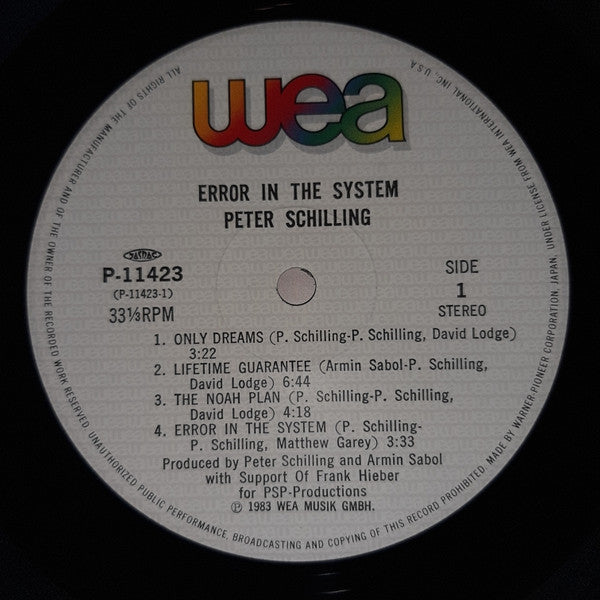 wea
ERROR IN THE SYSTEM
PETER SCHILLING
JASRAC
P-11423
(P-11423-1)
33⅓RPM
SIDE
1
STEREO
1. ONLY DREAMS (P. Schilling-P. Schilling, David Lodge)
3:22
2. LIFETIME GUARANTEE (Armin Sabol-P. Schilling,
David Lodge) 6:44
3. THE NOAH PLAN (P. Schilling-P. Schilling,
David Lodge) 4:18
4. ERROR IN THE SYSTEM (P. Schilling-
P. Schilling, Matthew Garey) 3:33
Produced by Peter Schilling and Armin Sabol
with Support Of Frank Hieber
for PSP-Productions
℗ 1983 WEA MUSIK GMBH.
ALL RIGHTS OF THE MANUFACTURER AND OF THE OWNER OF THE RECORDED WORK RESERVED. UNAUTHORIZED PUBLIC PERFORMANCE, BROADCASTING AND COPYING OF THIS RECORD PROHIBITED. MADE BY WARNER-PIONEER CORPORATION, JAPAN. UNDER LICENSE FROM WEA INTERNATIONAL INC., U.S.A